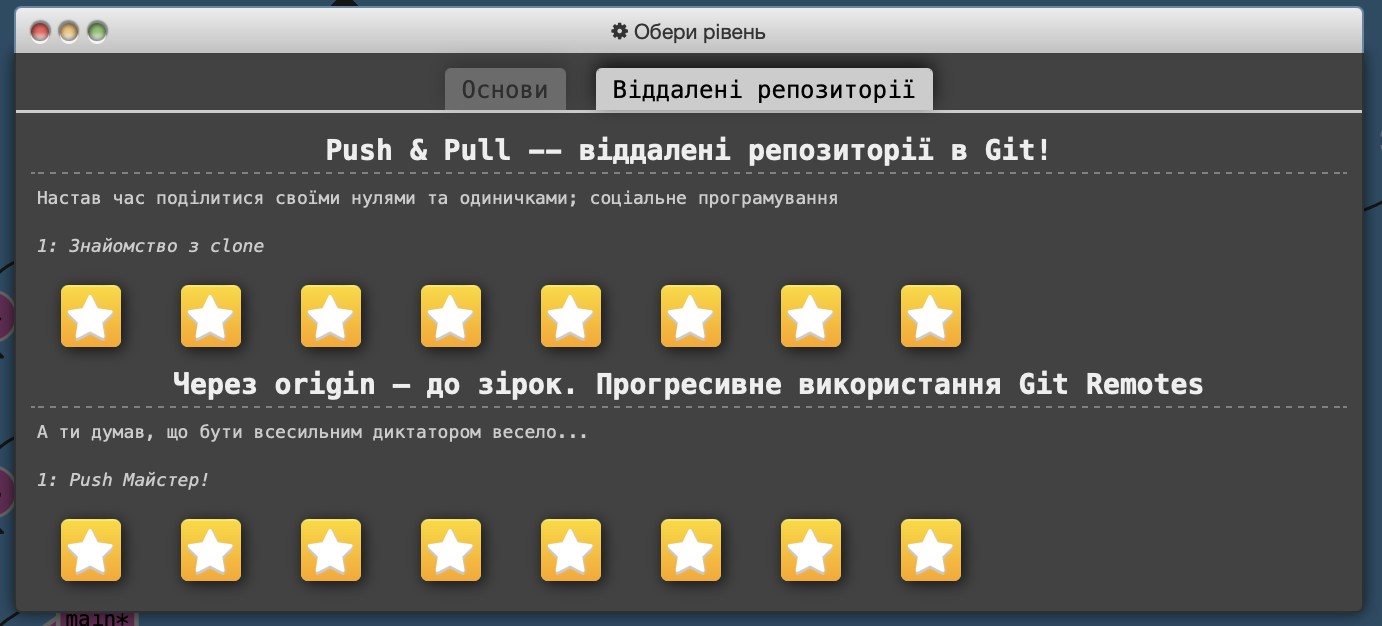 Обери рівень
Основи
Віддалені репозиторії
Push & Pull -- віддалені репозиторії в Git!
Настав час поділитися своїми нулями та одиничками; соціальне програмування
1: Знайомство з clone
Через origin – до зірок. Прогресивне використання Git Remotes
А ти думав, що бути всесильним диктатором весело...
1: Push Майстер!
main*